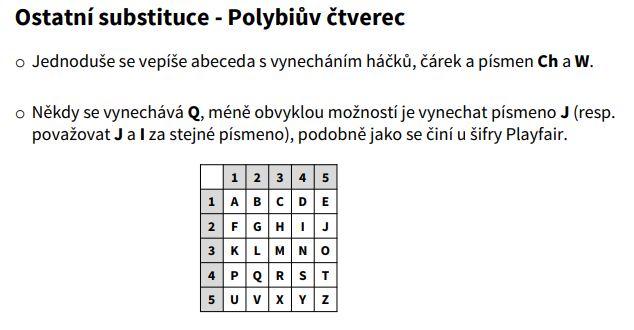 Ostatní substituce - Polybiův čtverec
o Jednoduše se vepíše abeceda s vynecháním háčků, čárek a písmen Ch a W.
o Někdy se vynechává Q, méně obvyklou možností je vynechat písmeno J (resp.
považovat J a I za stejné písmeno), podobně jako se činí u šifry Playfair.
1 2 3 4 5
1 A B C D E
2 F G H I J
3 K L M N O
4 P Q R S T
5 U V X Y Z